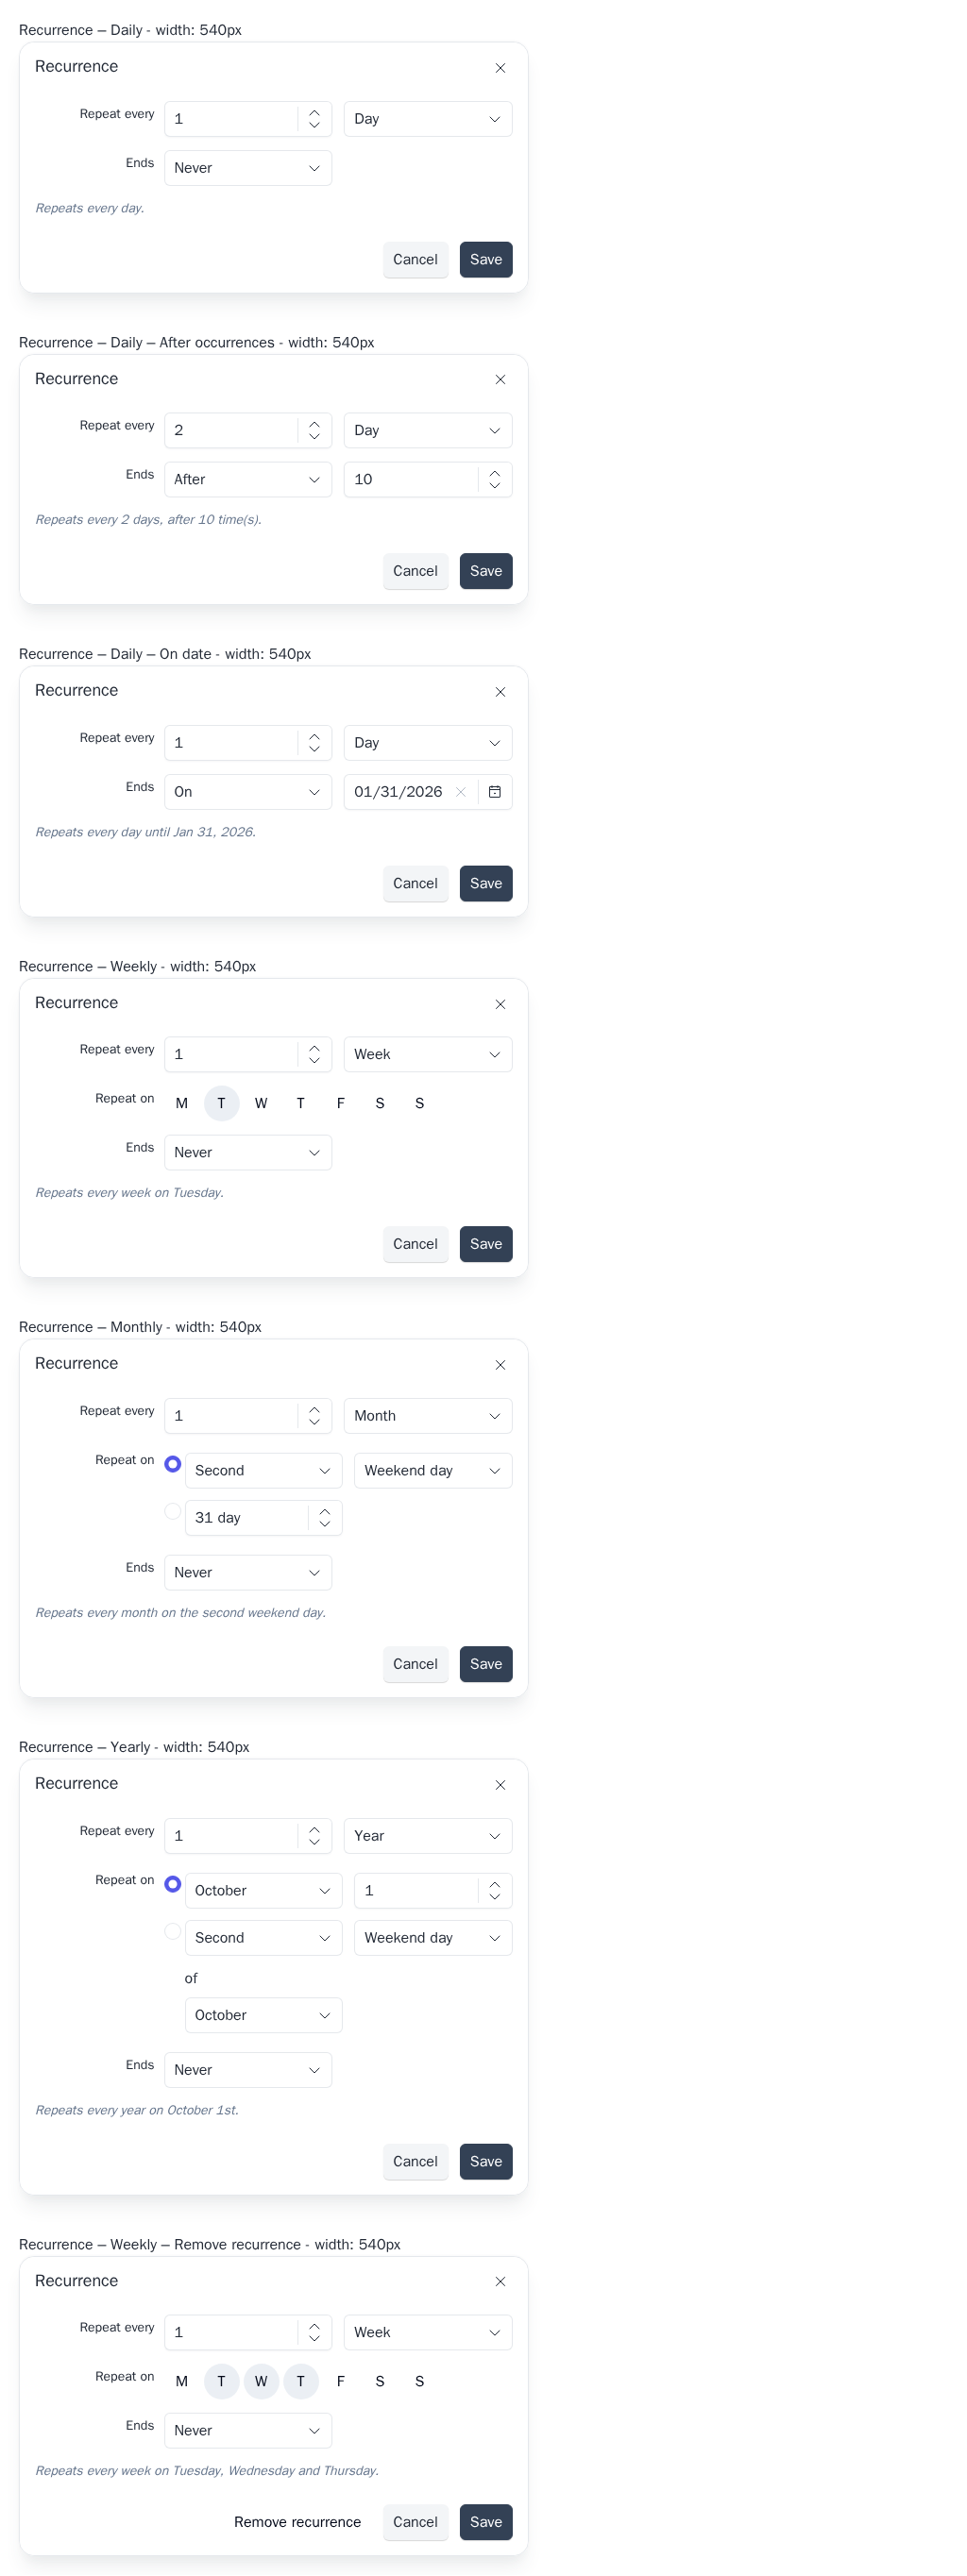 Recurrence – Daily - width: 540px
Recurrence
Repeat every 1 Day
Ends Never
Repeats every day.
Cancel Save
Recurrence – Daily – After occurrences - width: 540px
Recurrence
Repeat every 2 Day
Ends After 10
Repeats every 2 days, after 10 time(s).
Cancel Save
Recurrence – Daily – On date - width: 540px
Recurrence
Repeat every 1 Day
Ends On 01/31/2026
Repeats every day until Jan 31, 2026.
Cancel Save
Recurrence – Weekly - width: 540px
Recurrence
Repeat every 1 Week
Repeat on M T W T F S S
Ends Never
Repeats every week on Tuesday.
Cancel Save
Recurrence – Monthly - width: 540px
Recurrence
Repeat every 1 Month
Repeat on Second Weekend day
31 day
Ends Never
Repeats every month on the second weekend day.
Cancel Save
Recurrence – Yearly - width: 540px
Recurrence
Repeat every 1 Year
Repeat on October 1
Second Weekend day
of
October
Ends Never
Repeats every year on October 1st.
Cancel Save
Recurrence – Weekly – Remove recurrence - width: 540px
Recurrence
Repeat every 1 Week
Repeat on M T W T F S S
Ends Never
Repeats every week on Tuesday, Wednesday and Thursday.
Remove recurrence Cancel Save